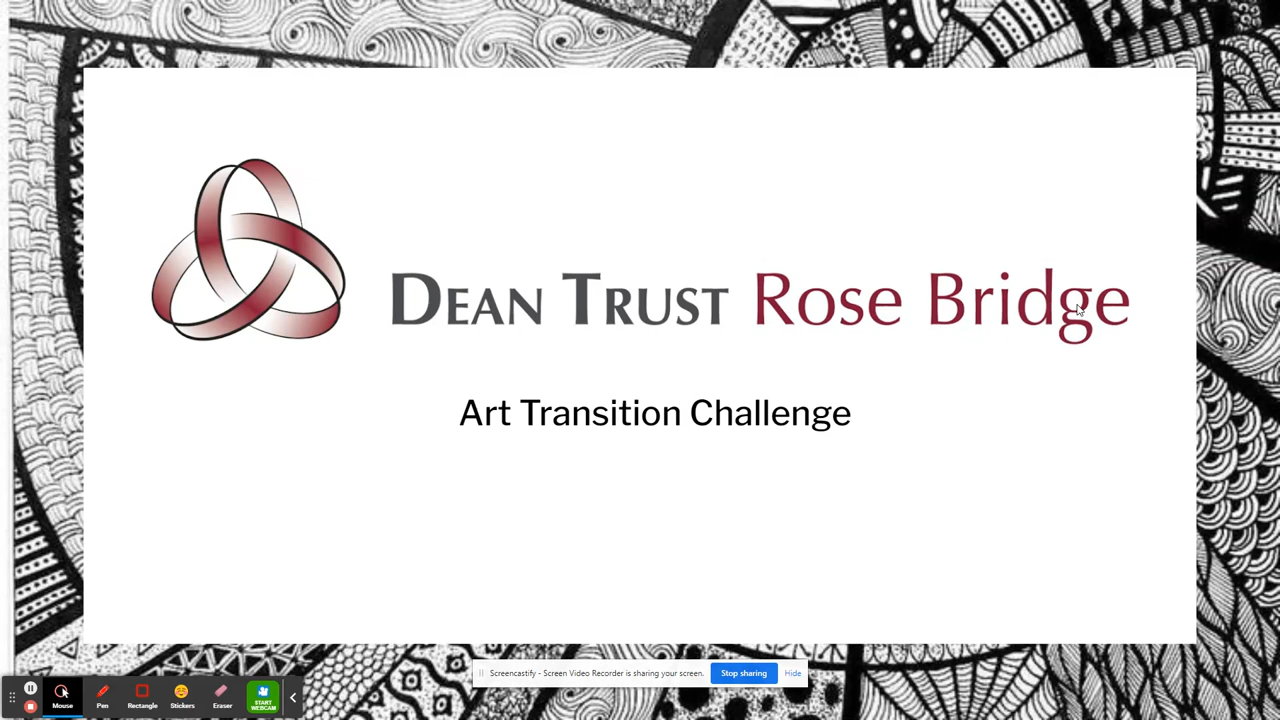 DEAN TRUST Rose Bridge
Art Transition Challenge
Screencastify - Screen Video Recorder is sharing your screen. Stop sharing Hide
Mouse Pen Rectangle Stickers Eraser START WEBCAM